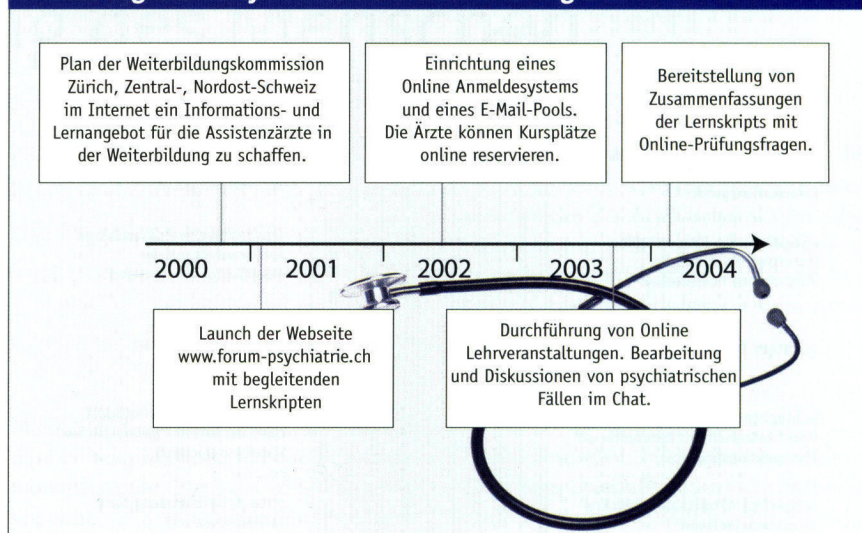 Plan der Weiterbildungskommission
Zürich, Zentral-, Nordost-Schweiz
im Internet ein Informations- und
Lernangebot für die Assistenzärzte in
der Weiterbildung zu schaffen.
Einrichtung eines
Online Anmeldesystems
und eines E-Mail-Pools.
Die Ärzte können Kursplätze
online reservieren.
Bereitstellung von
Zusammenfassungen
der Lernskripts mit
Online-Prüfungsfragen.
2000 2001 2002 2003 2004
Launch der Webseite
www.forum-psychiatrie.ch
mit begleitenden
Lernskripten
Durchführung von Online
Lehrveranstaltungen. Bearbeitung
und Diskussionen von psychiatrischen
Fällen im Chat.